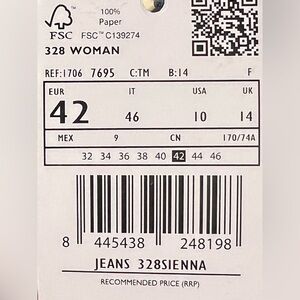 100%
Paper
FSC FSC™ C139274
328 WOMAN
REF:1706 7695 C:TM B:14 F
EUR IT USA UK
42 46 10 14
MEX 9 CN 170/74A
32 34 36 38 40 42 44 46
8 445438 248198
JEANS 328SIENNA
RECOMMENDED PRICE (RRP)